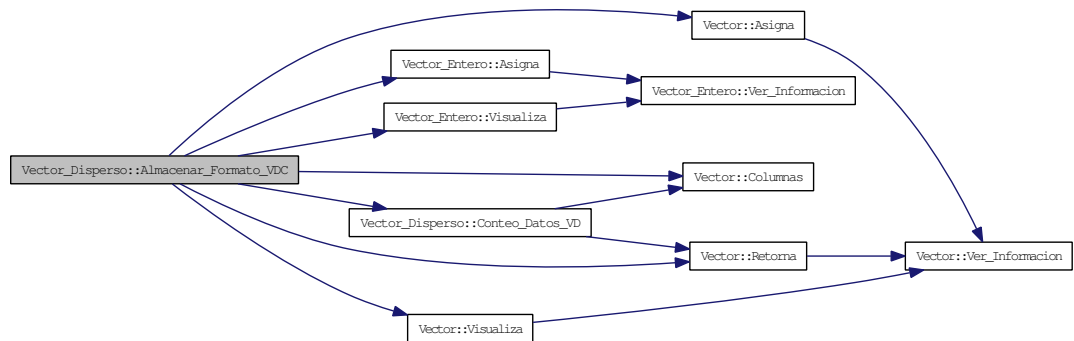 Vector::Asigna
Vector_Entero::Asigna
Vector_Entero::Ver_Informacion
Vector_Entero::Visualiza
Vector_Disperso::Almacenar_Formato_VDC
Vector::Columnas
Vector_Disperso::Conteo_Datos_VD
Vector::Retorna
Vector::Ver_Informacion
Vector::Visualiza